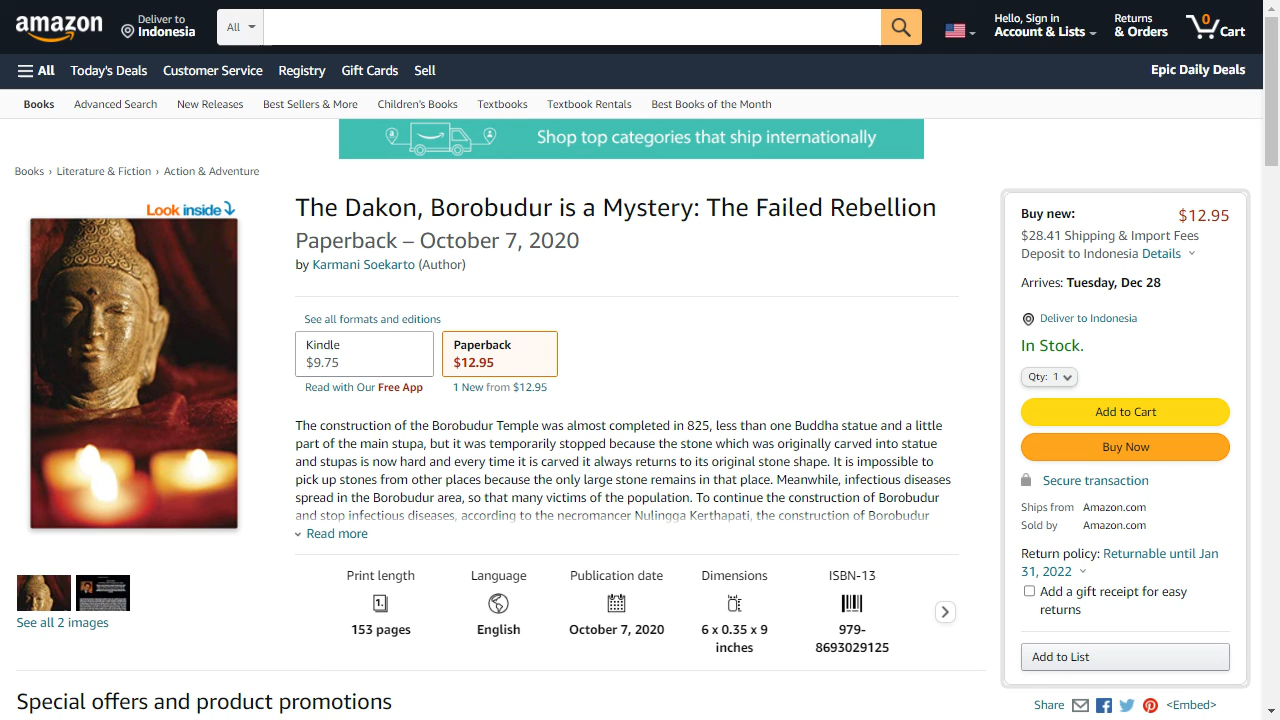 amazon
Deliver to
Indonesia
All
Hello, Sign in
Account & Lists
Returns
& Orders
0
Cart
All
Today's Deals
Customer Service
Registry
Gift Cards
Sell
Epic Daily Deals
Books
Advanced Search
New Releases
Best Sellers & More
Children's Books
Textbooks
Textbook Rentals
Best Books of the Month
Shop top categories that ship internationally
Books › Literature & Fiction › Action & Adventure
Look inside
The Dakon, Borobudur is a Mystery: The Failed Rebellion
Paperback – October 7, 2020
by Karmani Soekarto (Author)
See all formats and editions
Kindle
$9.75
Read with Our Free App
Paperback
$12.95
1 New from $12.95
The construction of the Borobudur Temple was almost completed in 825, less than one Buddha statue and a little
part of the main stupa, but it was temporarily stopped because the stone which was originally carved into statue
and stupas is now hard and every time it is carved it always returns to its original stone shape. It is impossible to
pick up stones from other places because the only large stone remains in that place. Meanwhile, infectious diseases
spread in the Borobudur area, so that many victims of the population. To continue the construction of Borobudur
and stop infectious diseases, according to the necromancer Nulingga Kerthapati, the construction of Borobudur
Read more
Print length
153 pages
Language
English
Publication date
October 7, 2020
Dimensions
6 x 0.35 x 9
inches
ISBN-13
979-
8693029125
See all 2 images
Special offers and product promotions
Buy new:
$12.95
$28.41 Shipping & Import Fees
Deposit to Indonesia Details
Arrives: Tuesday, Dec 28
Deliver to Indonesia
In Stock.
Qty: 1
Add to Cart
Buy Now
Secure transaction
Ships from Amazon.com
Sold by Amazon.com
Return policy: Returnable until Jan
31, 2022
Add a gift receipt for easy
returns
Add to List
Share
<Embed>